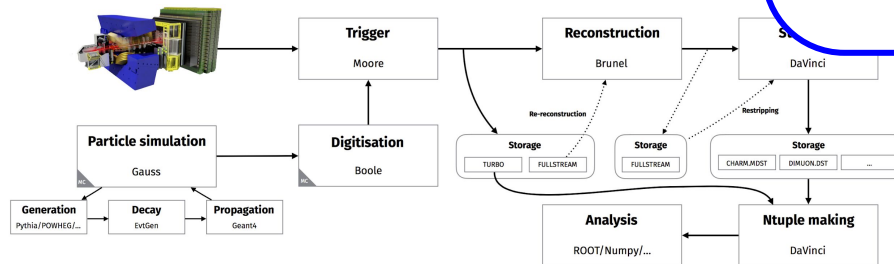 Trigger
Moore
Reconstruction
Brunel
DaVinci
Re-reconstruction
Restripping
Particle simulation
Gauss
MC
Digitisation
Boole
MC
Storage
TURBO
FULLSTREAM
Storage
FULLSTREAM
Storage
CHARM.MDST
DIMUON.DST
...
Generation
Pythia/POWHEG/...
Decay
EvtGen
Propagation
Geant4
Analysis
ROOT/Numpy/...
Ntuple making
DaVinci